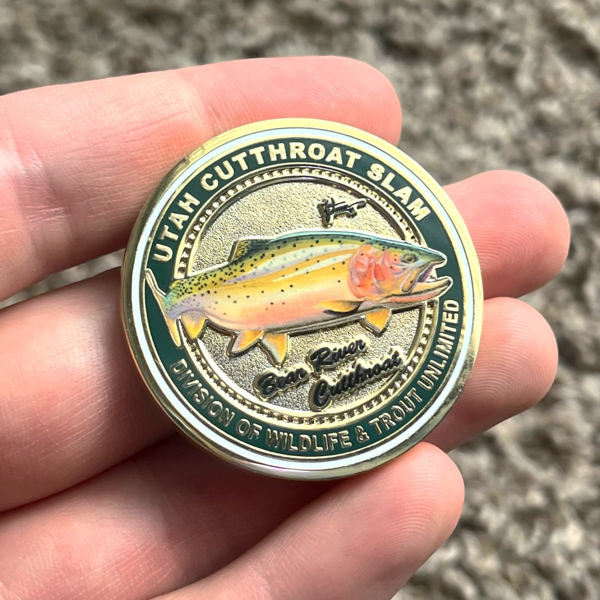 UTAH CUTTHROAT SLAM
Bear River
Cutthroat
DIVISION OF WILDLIFE & TROUT UNLIMITED